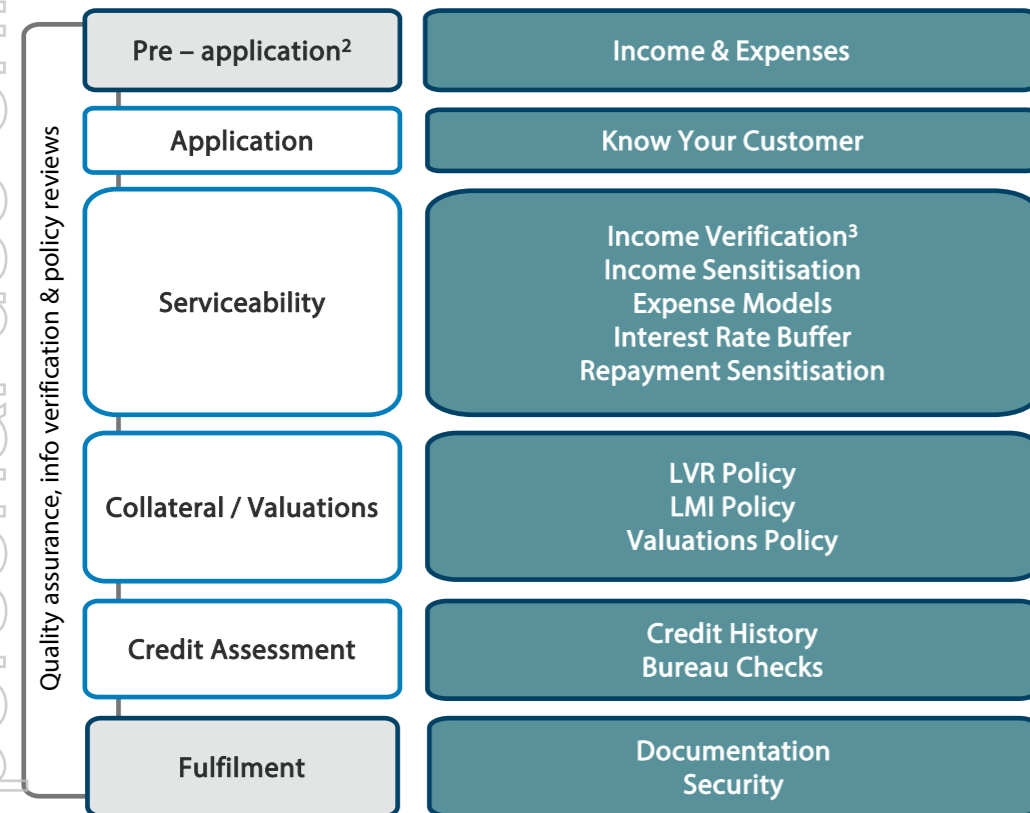 Quality assurance, info verification & policy reviews
Pre – application²
Income & Expenses
Application
Know Your Customer
Serviceability
Income Verification³
Income Sensitisation
Expense Models
Interest Rate Buffer
Repayment Sensitisation
Collateral / Valuations
LVR Policy
LMI Policy
Valuations Policy
Credit Assessment
Credit History
Bureau Checks
Fulfilment
Documentation
Security